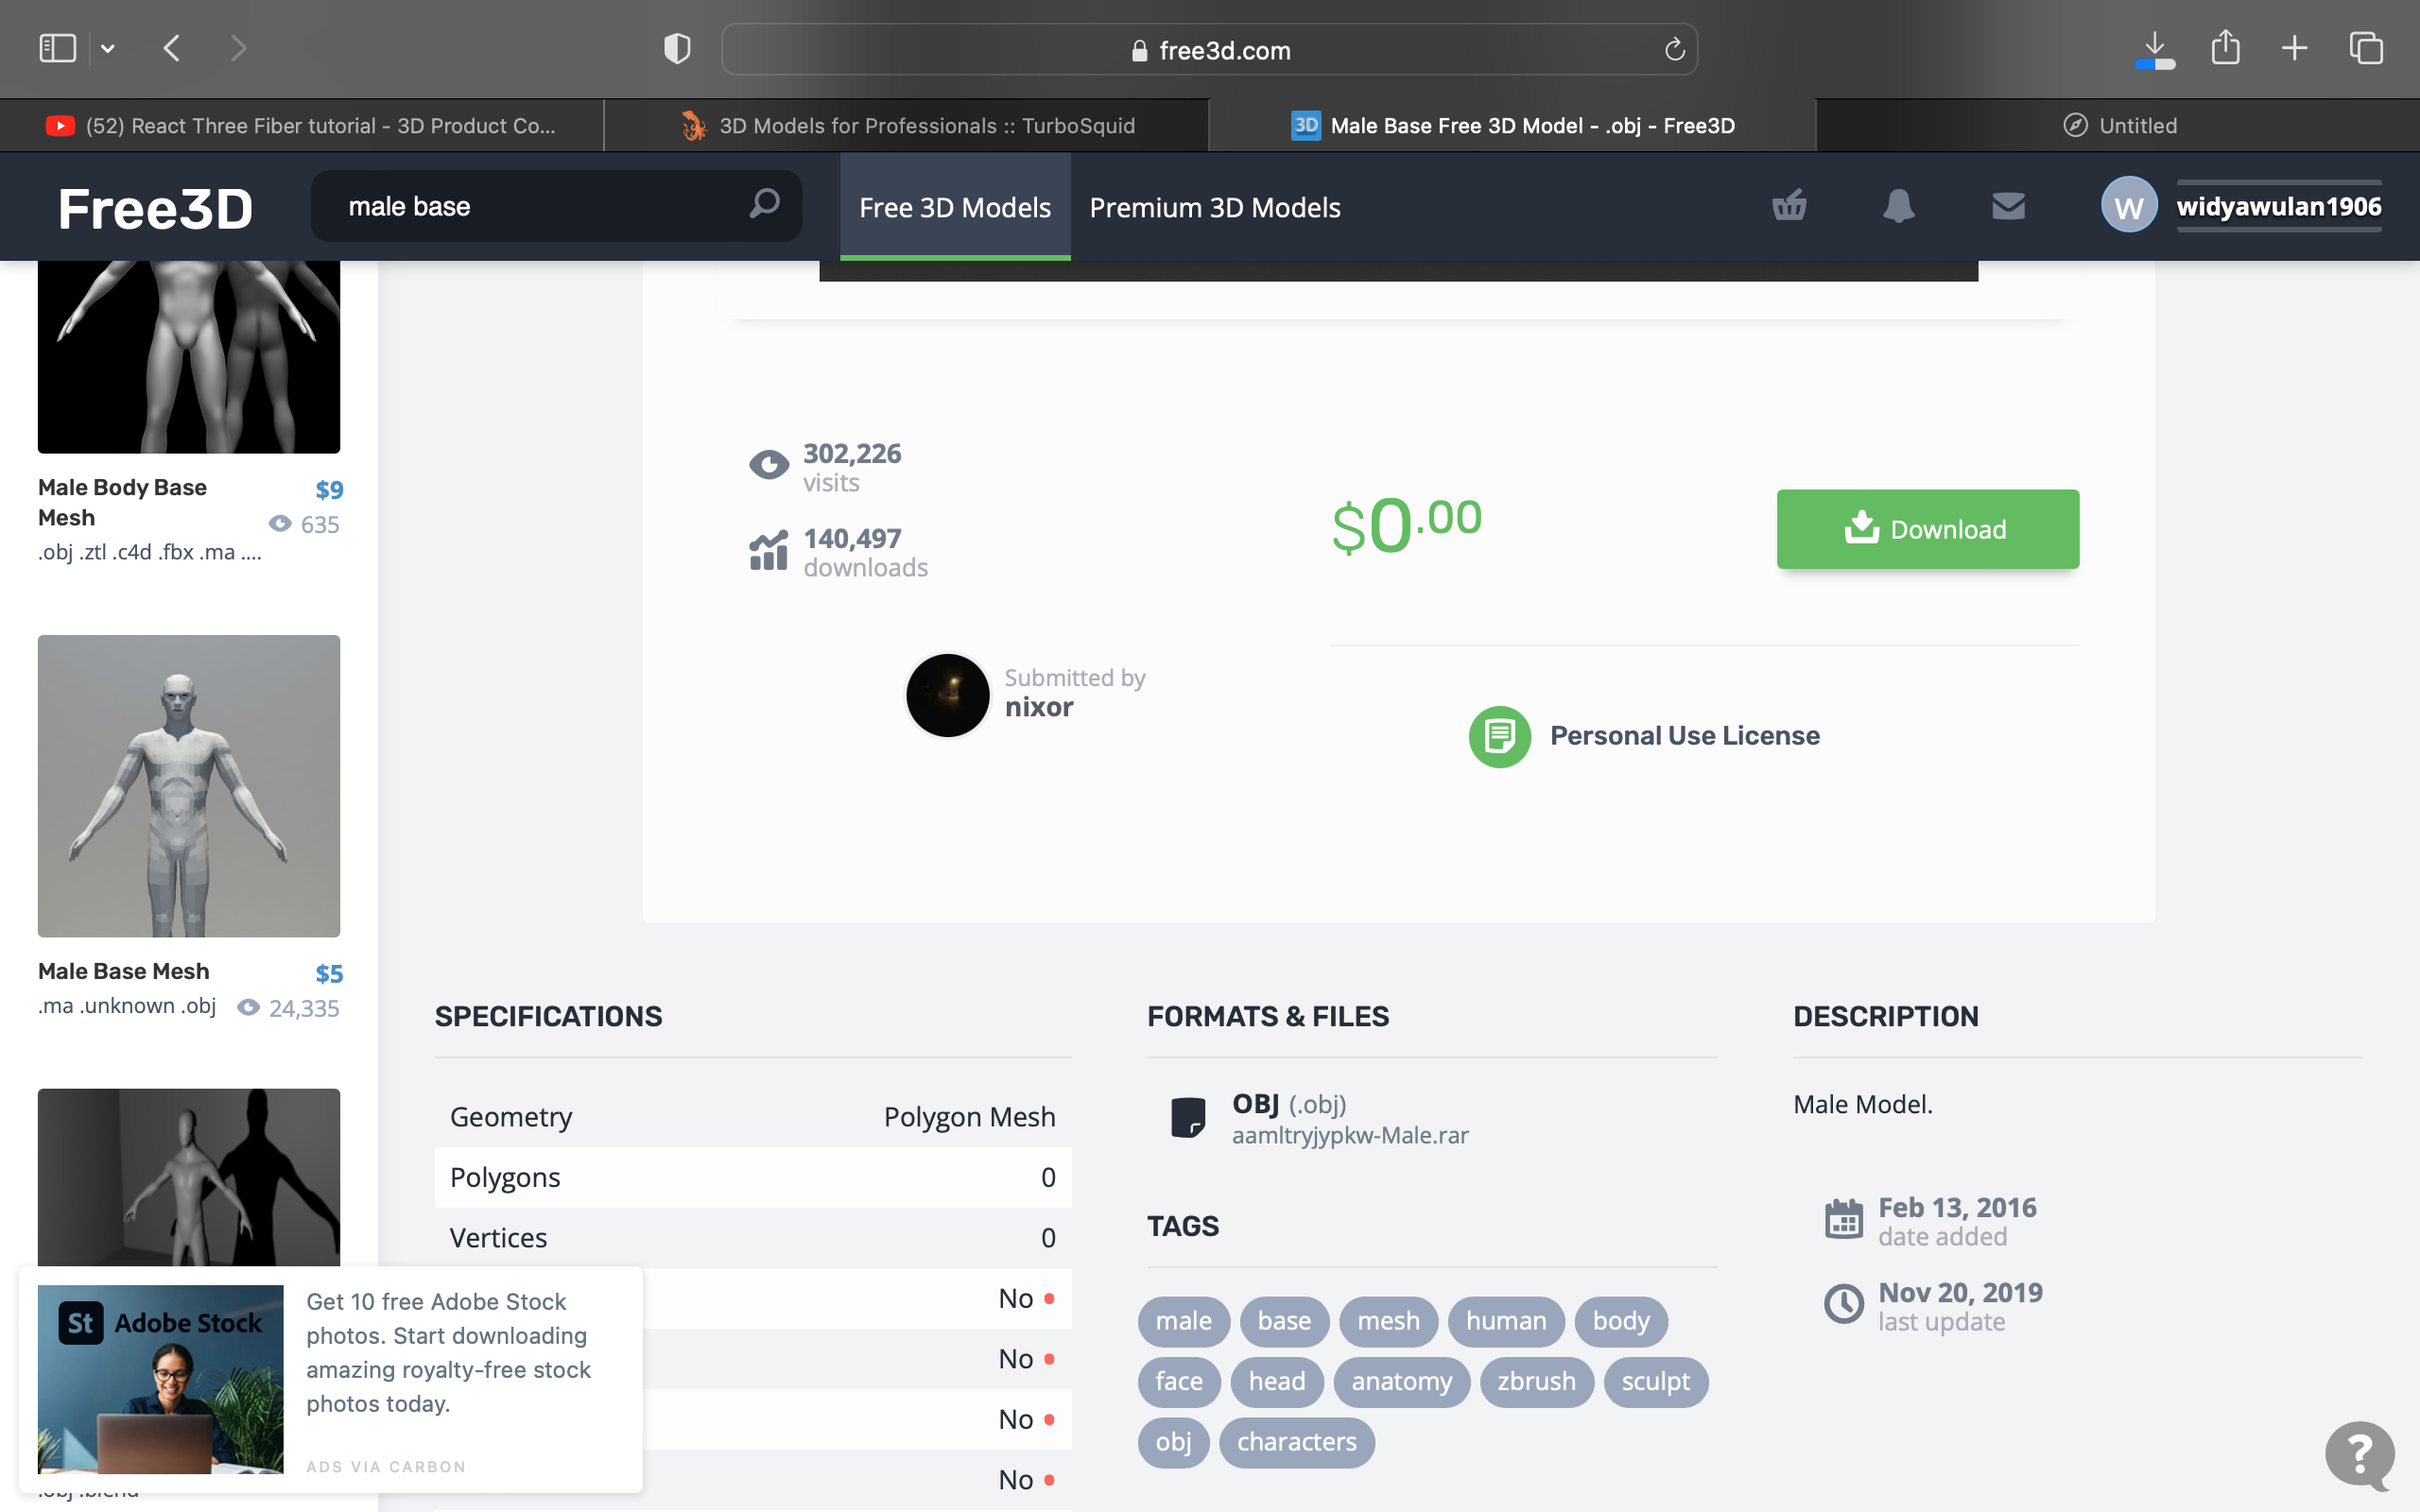 free3d.com
(52) React Three Fiber tutorial - 3D Product Co...
3D Models for Professionals :: TurboSquid
3D
Male Base Free 3D Model - .obj - Free3D
Untitled
Free3D
male base
Free 3D Models
Premium 3D Models
W
widyawulan1906
Male Body Base
Mesh
$9
635
.obj .ztl .c4d .fbx .ma ....
Male Base Mesh
$5
.ma .unknown .obj
24,335
302,226
visits
140,497
downloads
$0.00
Download
Submitted by
nixor
Personal Use License
SPECIFICATIONS
Geometry Polygon Mesh
Polygons 0
Vertices 0
No
No
No
No
FORMATS & FILES
OBJ (.obj)
aamltryjypkw-Male.rar
TAGS
male base mesh human body
face head anatomy zbrush sculpt
obj characters
DESCRIPTION
Male Model.
Feb 13, 2016
date added
Nov 20, 2019
last update
St Adobe Stock
Get 10 free Adobe Stock
photos. Start downloading
amazing royalty-free stock
photos today.
ADS VIA CARBON
?